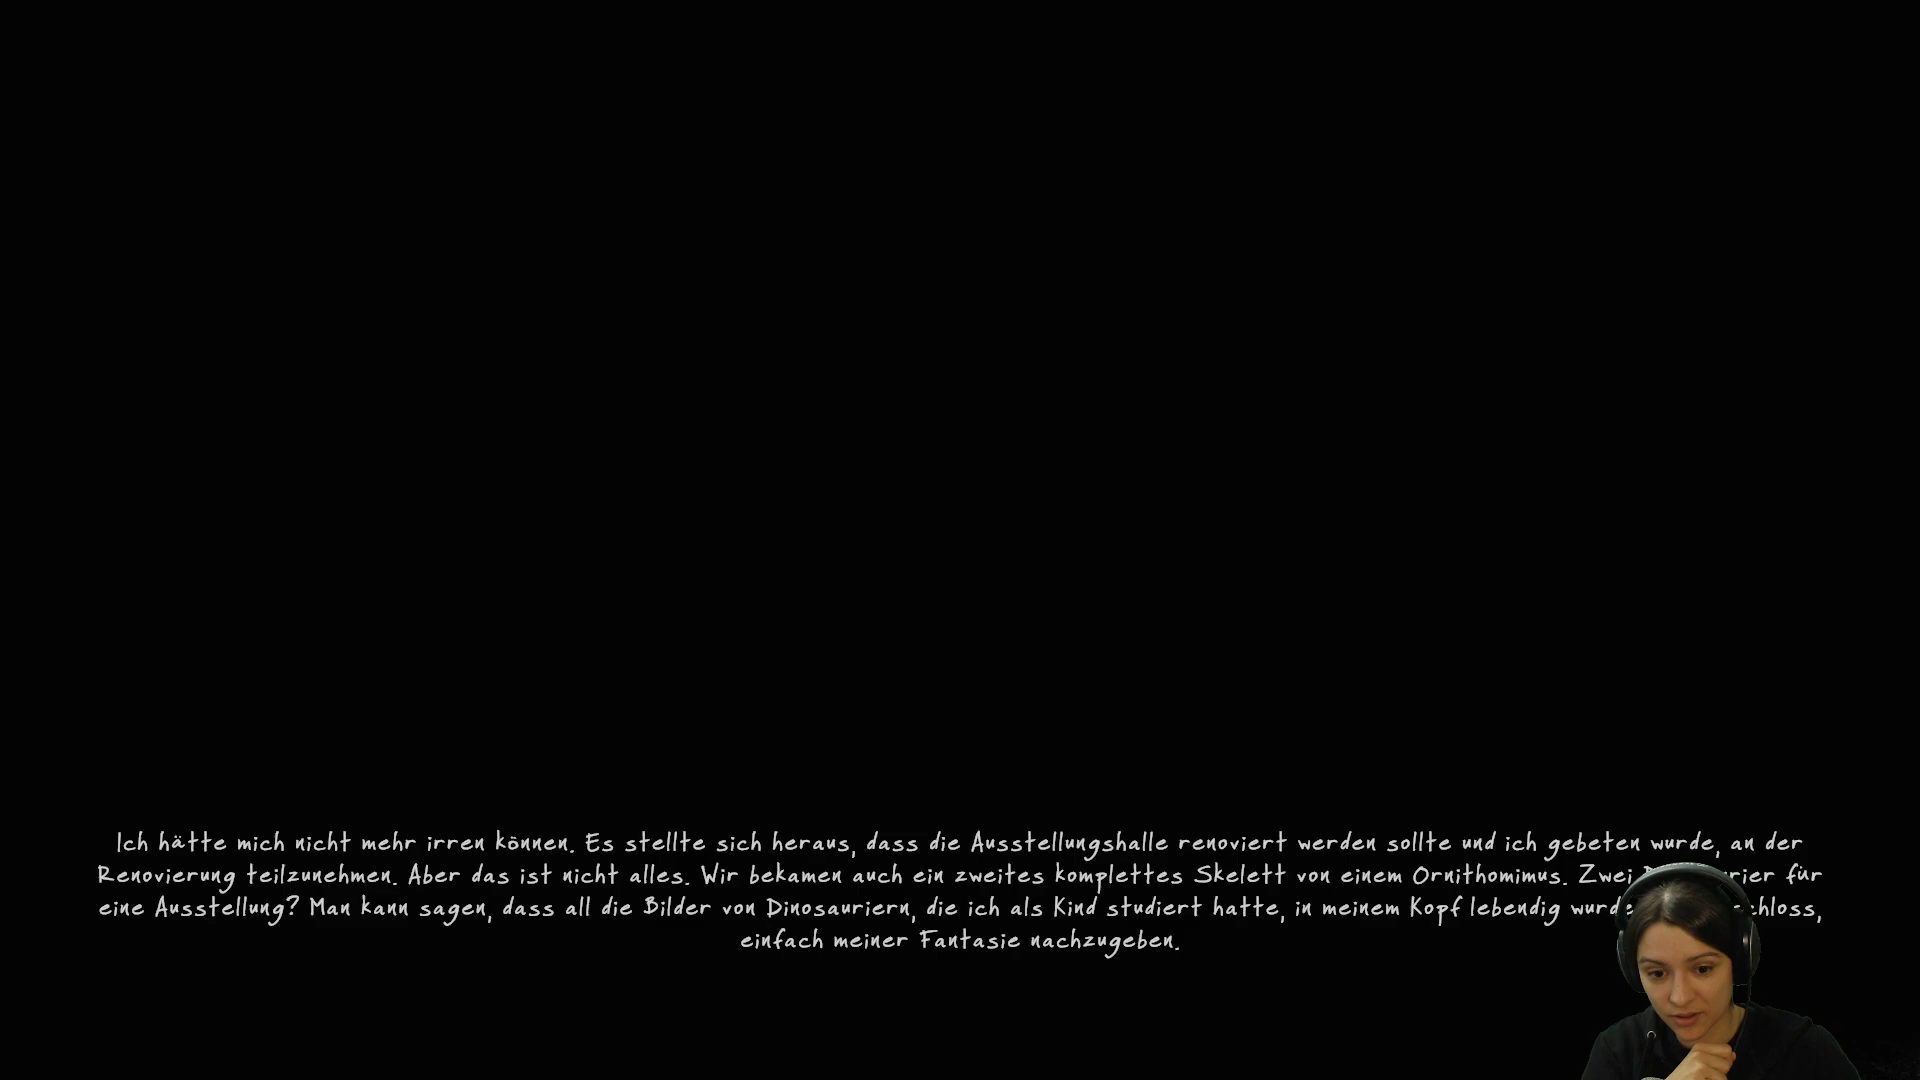 Ich hätte mich nicht mehr irren können. Es stellte sich heraus, dass die Ausstellungshalle renoviert werden sollte und ich gebeten wurde, an der
Renovierung teilzunehmen. Aber das ist nicht alles. Wir bekamen auch ein zweites komplettes Skelett von einem Ornithomimus. Zwei für
eine Ausstellung? Man kann sagen, dass all die Bilder von Dinosauriern, die ich als Kind studiert hatte, in meinem Kopf lebendig
einfach meiner Fantasie nachzugeben.